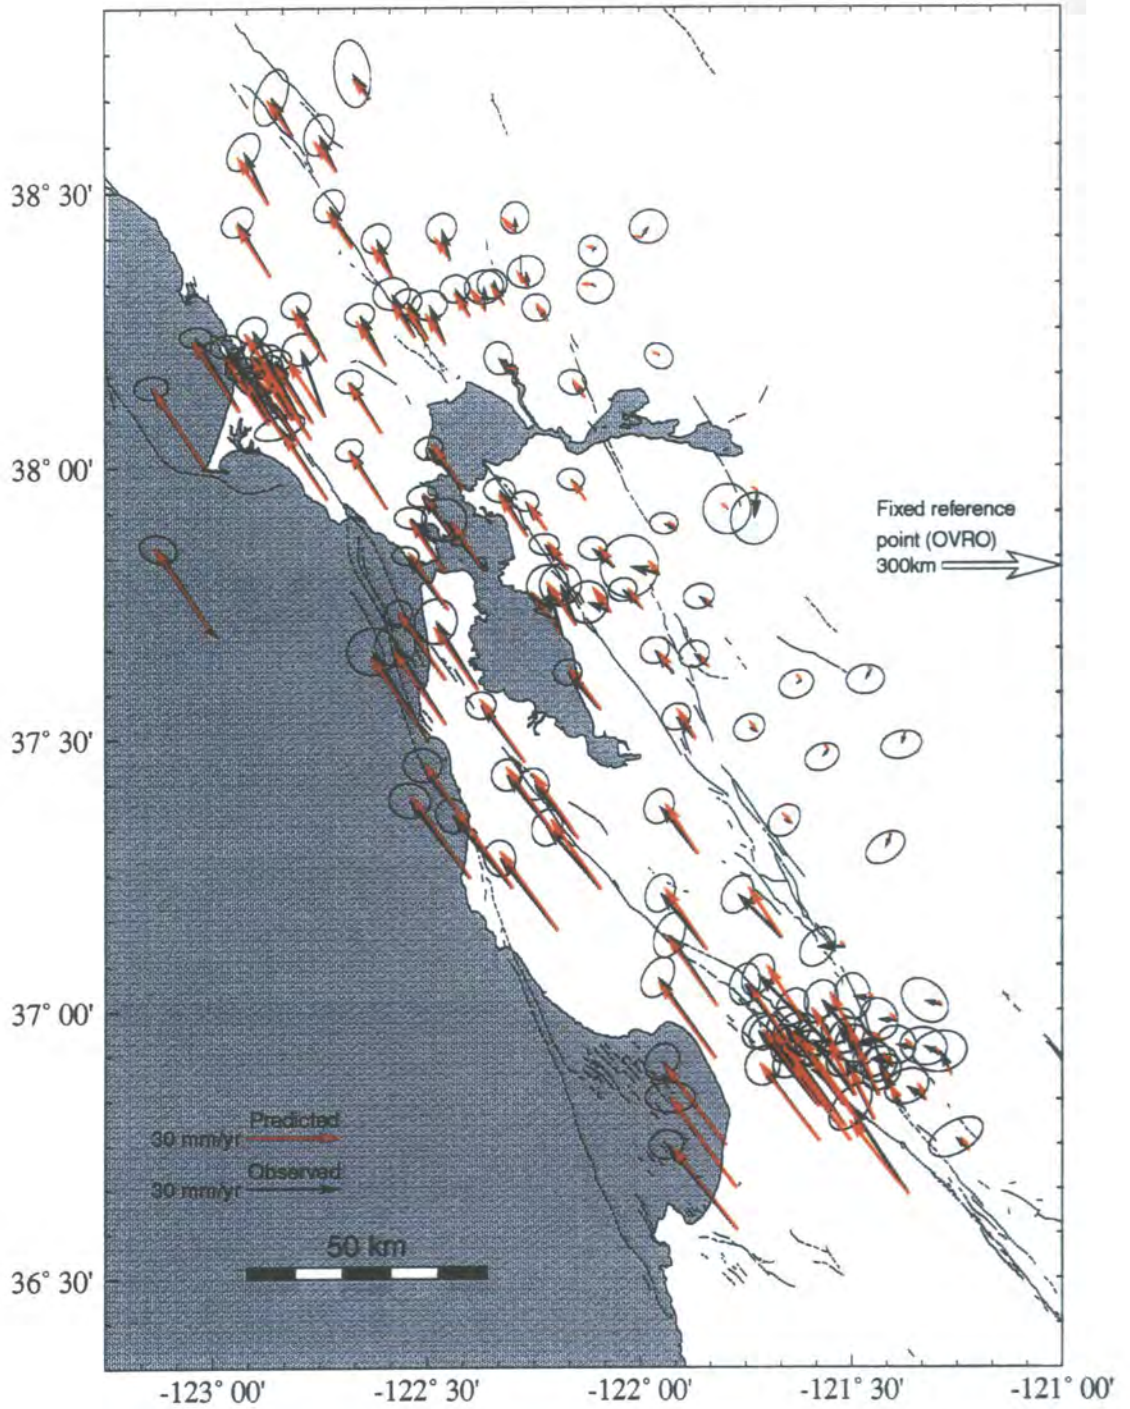 38° 30'
38° 00'
Fixed reference
point (OVRO)
300km
37° 30'
37° 00'
Predicted
30 mm/yr
Observed
30 mm/yr
50 km
36° 30'
-123° 00'
-122° 30'
-122° 00'
-121° 30'
-121° 00'